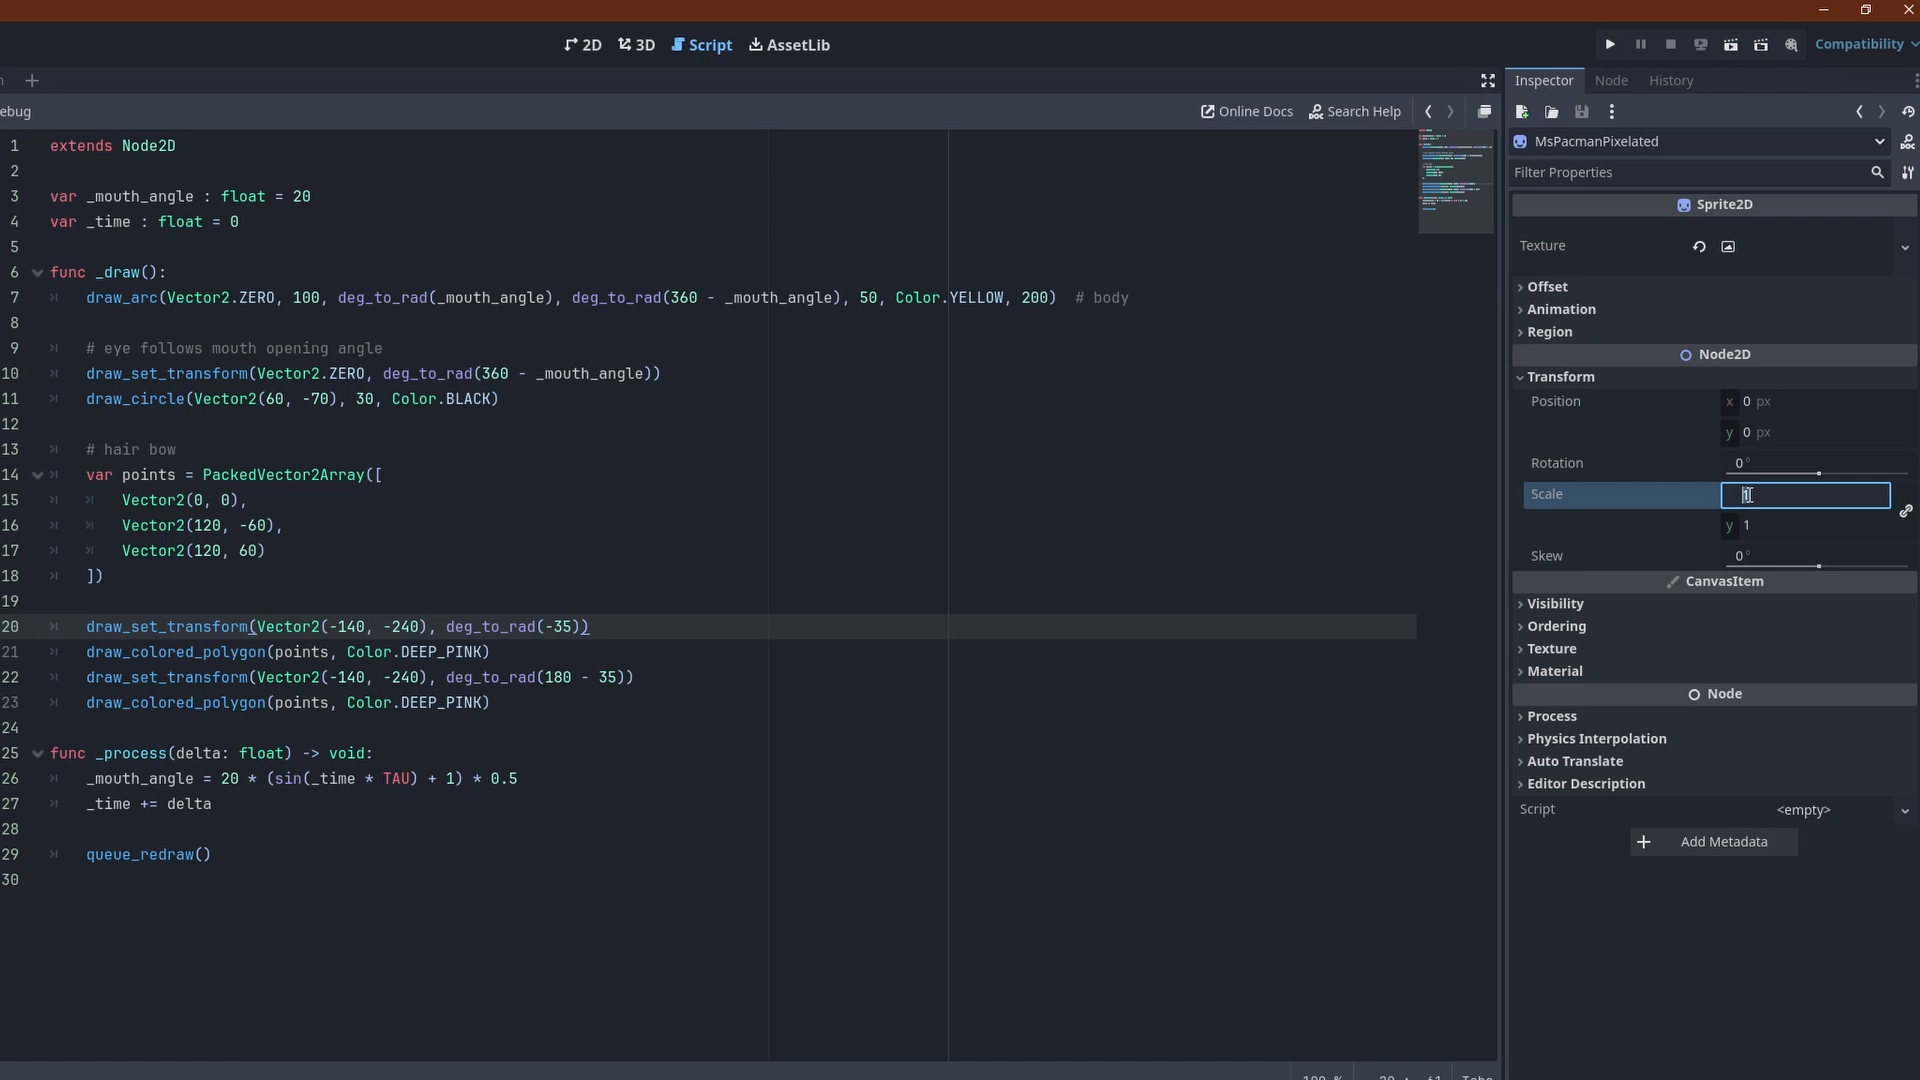 2D 3D Script AssetLib Compatibility
Inspector Node History
ebug Online Docs Search Help
MsPacmanPixelated
Filter Properties
1 extends Node2D
2
3 var _mouth_angle : float = 20
4 var _time : float = 0
5
6 func _draw():
7 draw_arc(Vector2.ZERO, 100, deg_to_rad(_mouth_angle), deg_to_rad(360 - _mouth_angle), 50, Color.YELLOW, 200) # body
8
9 # eye follows mouth opening angle
10 draw_set_transform(Vector2.ZERO, deg_to_rad(360 - _mouth_angle))
11 draw_circle(Vector2(60, -70), 30, Color.BLACK)
12
13 # hair bow
14 var points = PackedVector2Array([
15 Vector2(0, 0),
16 Vector2(120, -60),
17 Vector2(120, 60)
18 ])
19
20 draw_set_transform(Vector2(-140, -240), deg_to_rad(-35))
21 draw_colored_polygon(points, Color.DEEP_PINK)
22 draw_set_transform(Vector2(-140, -240), deg_to_rad(180 - 35))
23 draw_colored_polygon(points, Color.DEEP_PINK)
24
25 func _process(delta: float) -> void:
26 _mouth_angle = 20 * (sin(_time * TAU) + 1) * 0.5
27 _time += delta
28
29 queue_redraw()
30
Sprite2D
Texture
Offset
Animation
Region
Node2D
Transform
Position x 0 px
y 0 px
Rotation 0°
Scale 1
y 1
Skew 0°
CanvasItem
Visibility
Ordering
Texture
Material
Node
Process
Physics Interpolation
Auto Translate
Editor Description
Script <empty>
Add Metadata